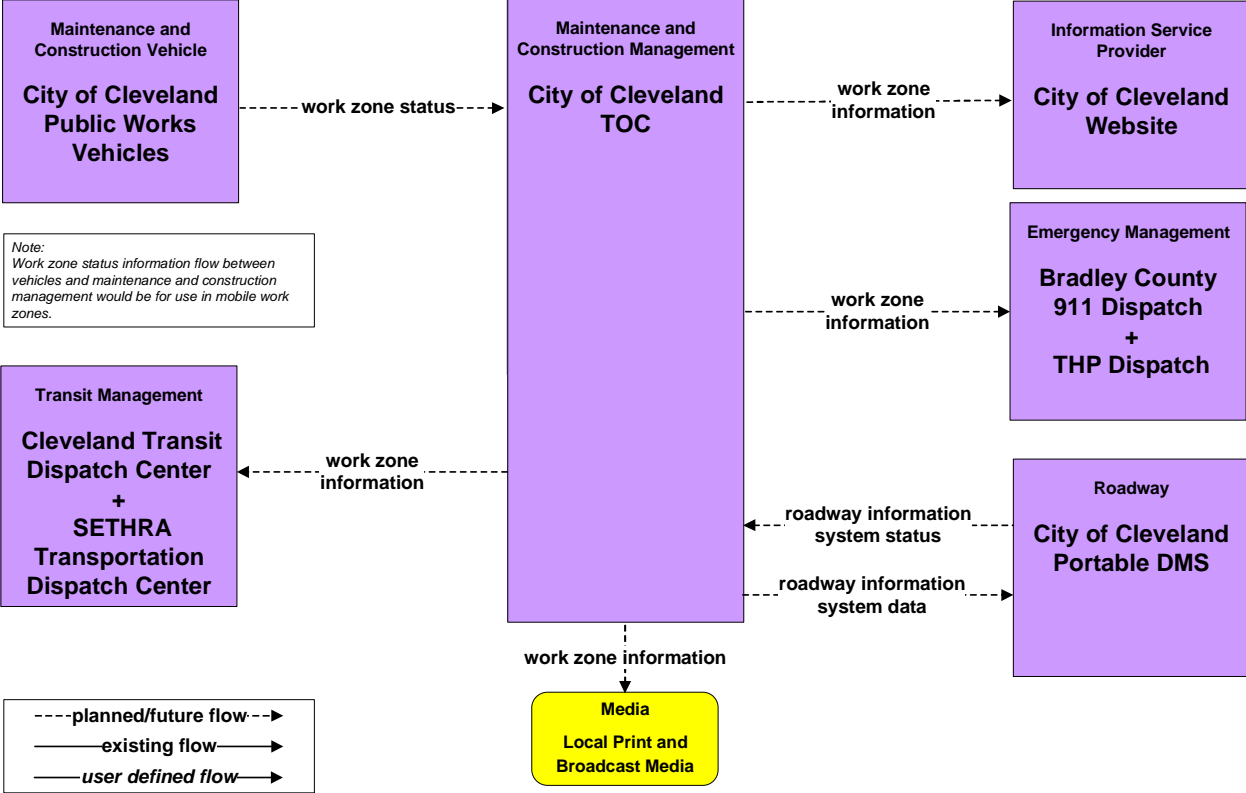 Maintenance and
Construction Vehicle
City of Cleveland
Public Works
Vehicles
work zone status
Maintenance and
Construction Management
City of Cleveland
TOC
work zone
information
Information Service
Provider
City of Cleveland
Website
Note:
Work zone status information flow between
vehicles and maintenance and construction
management would be for use in mobile work
zones.
work zone
information
Emergency Management
Bradley County
911 Dispatch
+
THP Dispatch
Transit Management
Cleveland Transit
Dispatch Center
+
SETHRA
Transportation
Dispatch Center
work zone
information
roadway information
system status
roadway information
system data
Roadway
City of Cleveland
Portable DMS
work zone information
Media
Local Print and
Broadcast Media
planned/future flow
existing flow
user defined flow